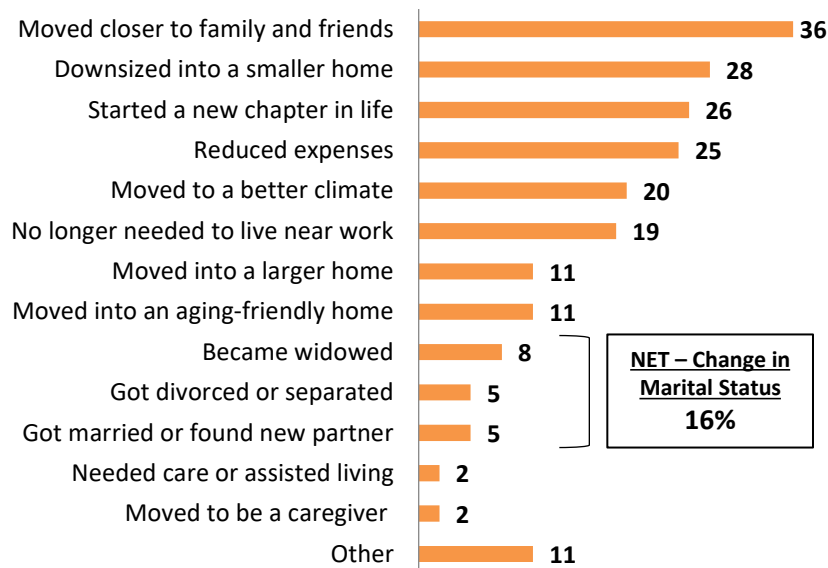 Moved closer to family and friends 36
Downsized into a smaller home 28
Started a new chapter in life 26
Reduced expenses 25
Moved to a better climate 20
No longer needed to live near work 19
Moved into a larger home 11
Moved into an aging-friendly home 11
Became widowed 8
Got divorced or separated 5
Got married or found new partner 5
NET – Change in
Marital Status
16%
Needed care or assisted living 2
Moved to be a caregiver 2
Other 11